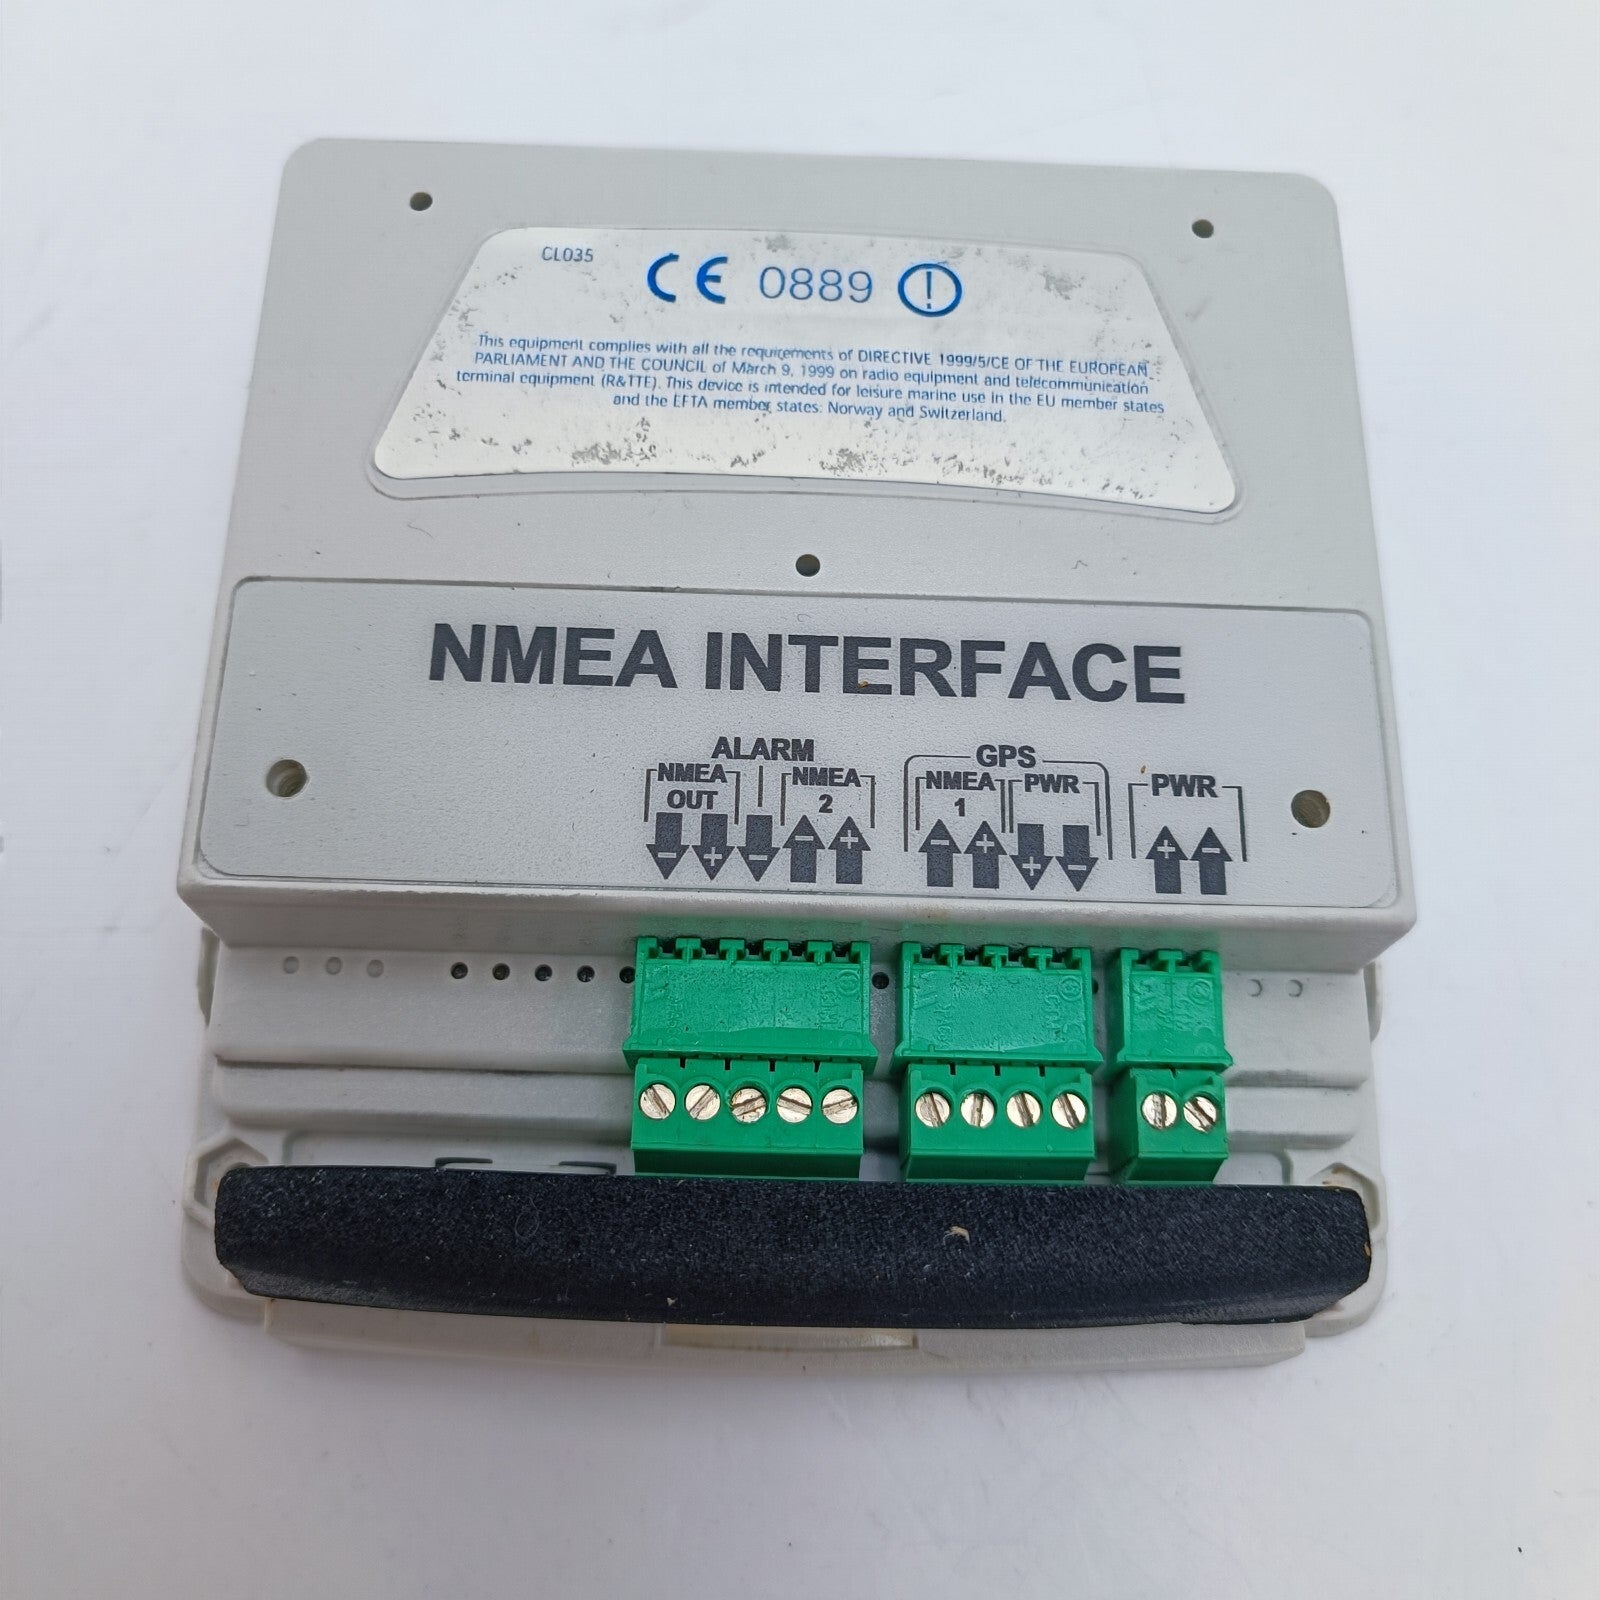 CL035
CE 0889
This equipment complies with all the requirements of DIRECTIVE 1999/5/CE OF THE EUROPEAN
PARLIAMENT AND THE COUNCIL of March 9, 1999 on radio equipment and telecommunication
terminal equipment (R&TTE). This device is intended for leisure marine use in the EU member states
and the EFTA member states: Norway and Switzerland.
NMEA INTERFACE
ALARM GPS
NMEA NMEA NMEA PWR PWR
OUT 2 1
- + - - + - + + - + -